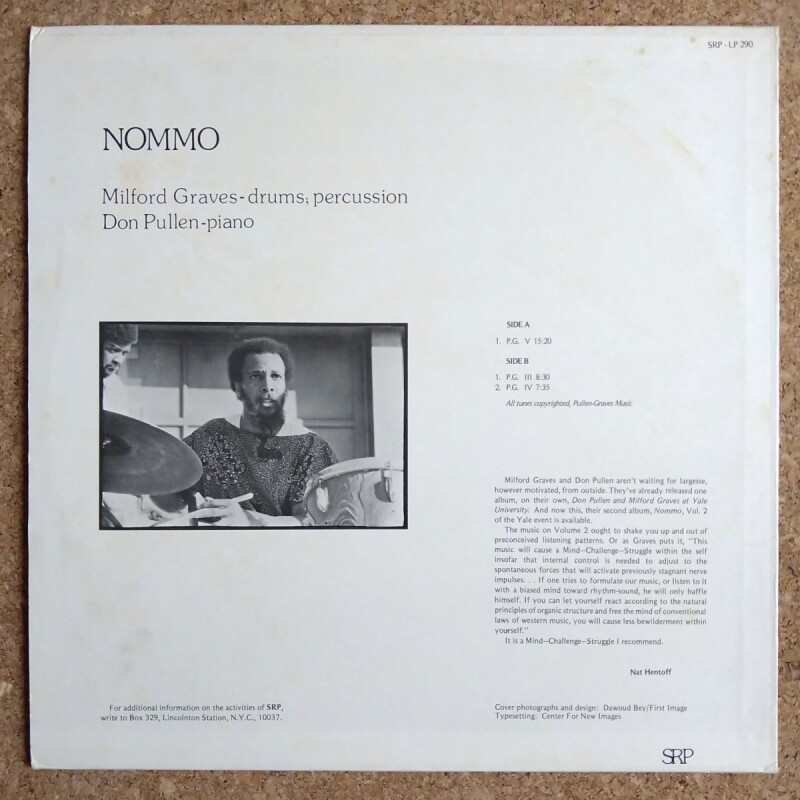 SRP - LP 290
NOMMO
Milford Graves-drums; percussion
Don Pullen-piano
SIDE A
1. P.G. V 15:20
SIDE B
1. P.G. III 8:30
2. P.G. IV 7:35
All tunes copyrighted, Pullen-Graves Music
Milford Graves and Don Pullen aren't waiting for largesse,
however motivated, from outside. They've already released one
album, on their own, Don Pullen and Milford Graves at Yale
University. And now this, their second album, Nommo, Vol. 2
of the Yale event is available.
The music on Volume 2 ought to shake you up and out of
preconceived listening patterns. Or as Graves puts it, "This
music will cause a Mind—Challenge—Struggle within the self
insofar that internal control is needed to adjust to the
spontaneous forces that will activate previously stagnant nerve
impulses. . . If one tries to formulate our music, or listen to it
with a biased mind toward rhythm-sound, he will only baffle
himself. If you can let yourself react according to the natural
principles of organic structure and free the mind of conventional
laws of western music, you will cause less bewilderment within
yourself."
It is a Mind—Challenge—Struggle I recommend.
Nat Hentoff
For additional information on the activities of SRP,
write to Box 329, Lincolnton Station, N.Y.C., 10037.
Cover photographs and design: Dawoud Bey/First Image
Typesetting: Center For New Images
SRP